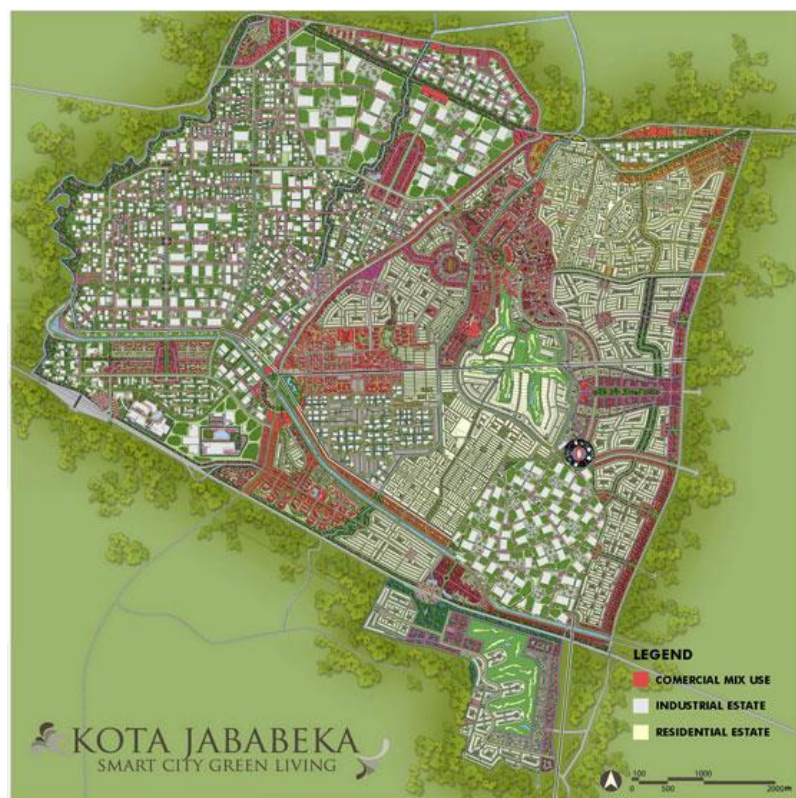 LEGEND
COMERCIAL MIX USE
INDUSTRIAL ESTATE
RESIDENTIAL ESTATE
KOTA JABABEKA
SMART CITY GREEN LIVING
100 1000
0 500 2000m